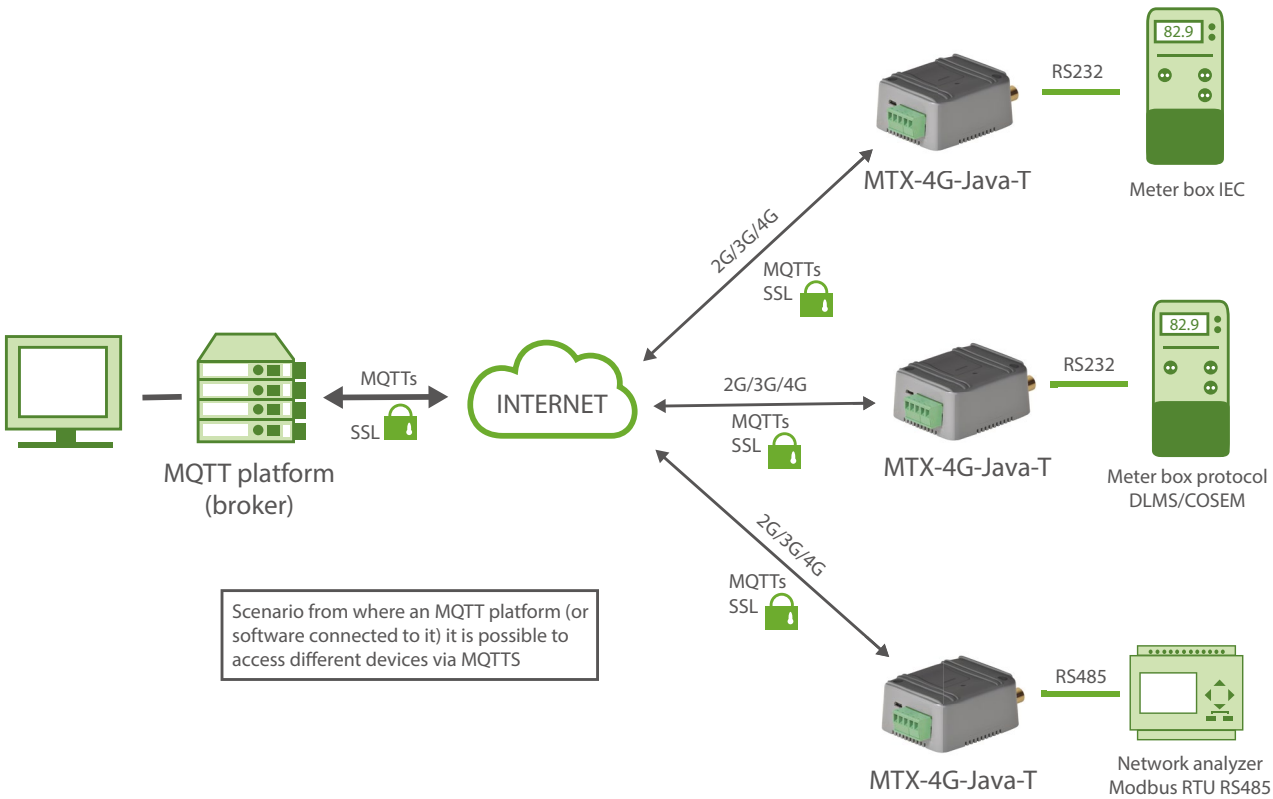 82.9
RS232
MTX-4G-Java-T
Meter box IEC
2G/3G/4G
MQTTs
SSL
82.9
RS232
2G/3G/4G
MQTTs
SSL
MTX-4G-Java-T
Meter box protocol
DLMS/COSEM
MQTTs
SSL
INTERNET
MQTT platform
(broker)
2G/3G/4G
MQTTs
SSL
Scenario from where an MQTT platform (or
software connected to it) it is possible to
access different devices via MQTTS
RS485
MTX-4G-Java-T
Network analyzer
Modbus RTU RS485